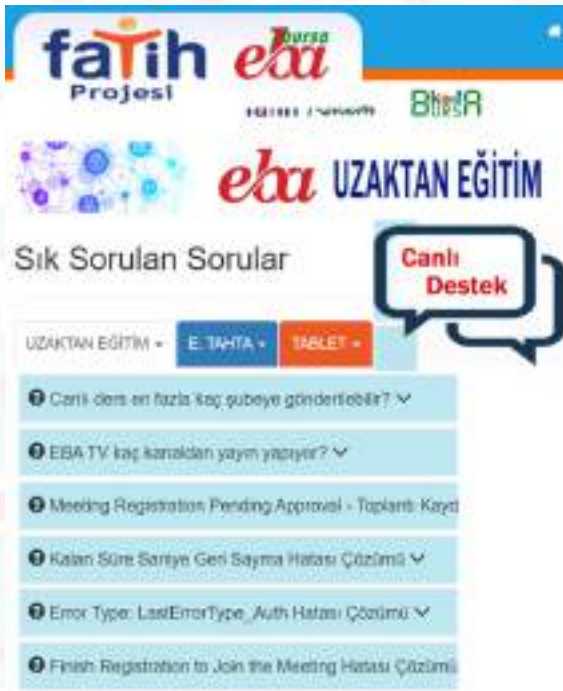 fatih
Projesi
eba
bursa
eba UZAKTAN EĞİTİM
Sık Sorulan Sorular
Canlı
Destek
UZAKTAN EĞİTİM
E. TAHTA
TABLET
Canlı ders en fazla kaç şubeye gönderilebilir?
EBA TV kaç kanaldan yayın yapıyor?
Meeting Registration Pending Approval - Toplantı Kayd
Kalan Süre Saniye Geri Sayma Hatası Çözümü
Error Type: LastErrorType_Auth Hatası Çözümü
Finish Registration to Join the Meeting Hatası Çözümü